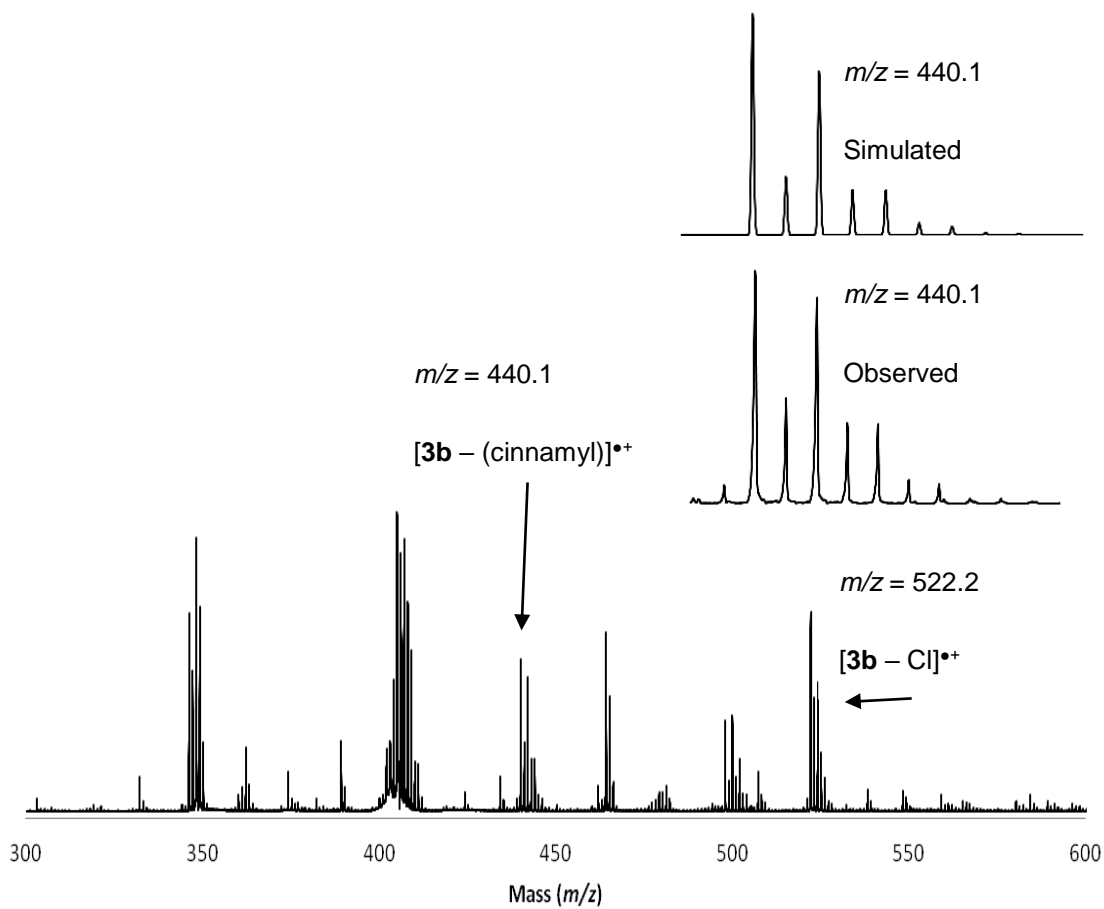 m/z = 440.1
Simulated
m/z = 440.1
Observed
m/z = 440.1
[3b – (cinnamyl)]•+
m/z = 522.2
[3b – Cl]•+
300 350 400 450 500 550 600
Mass (m/z)